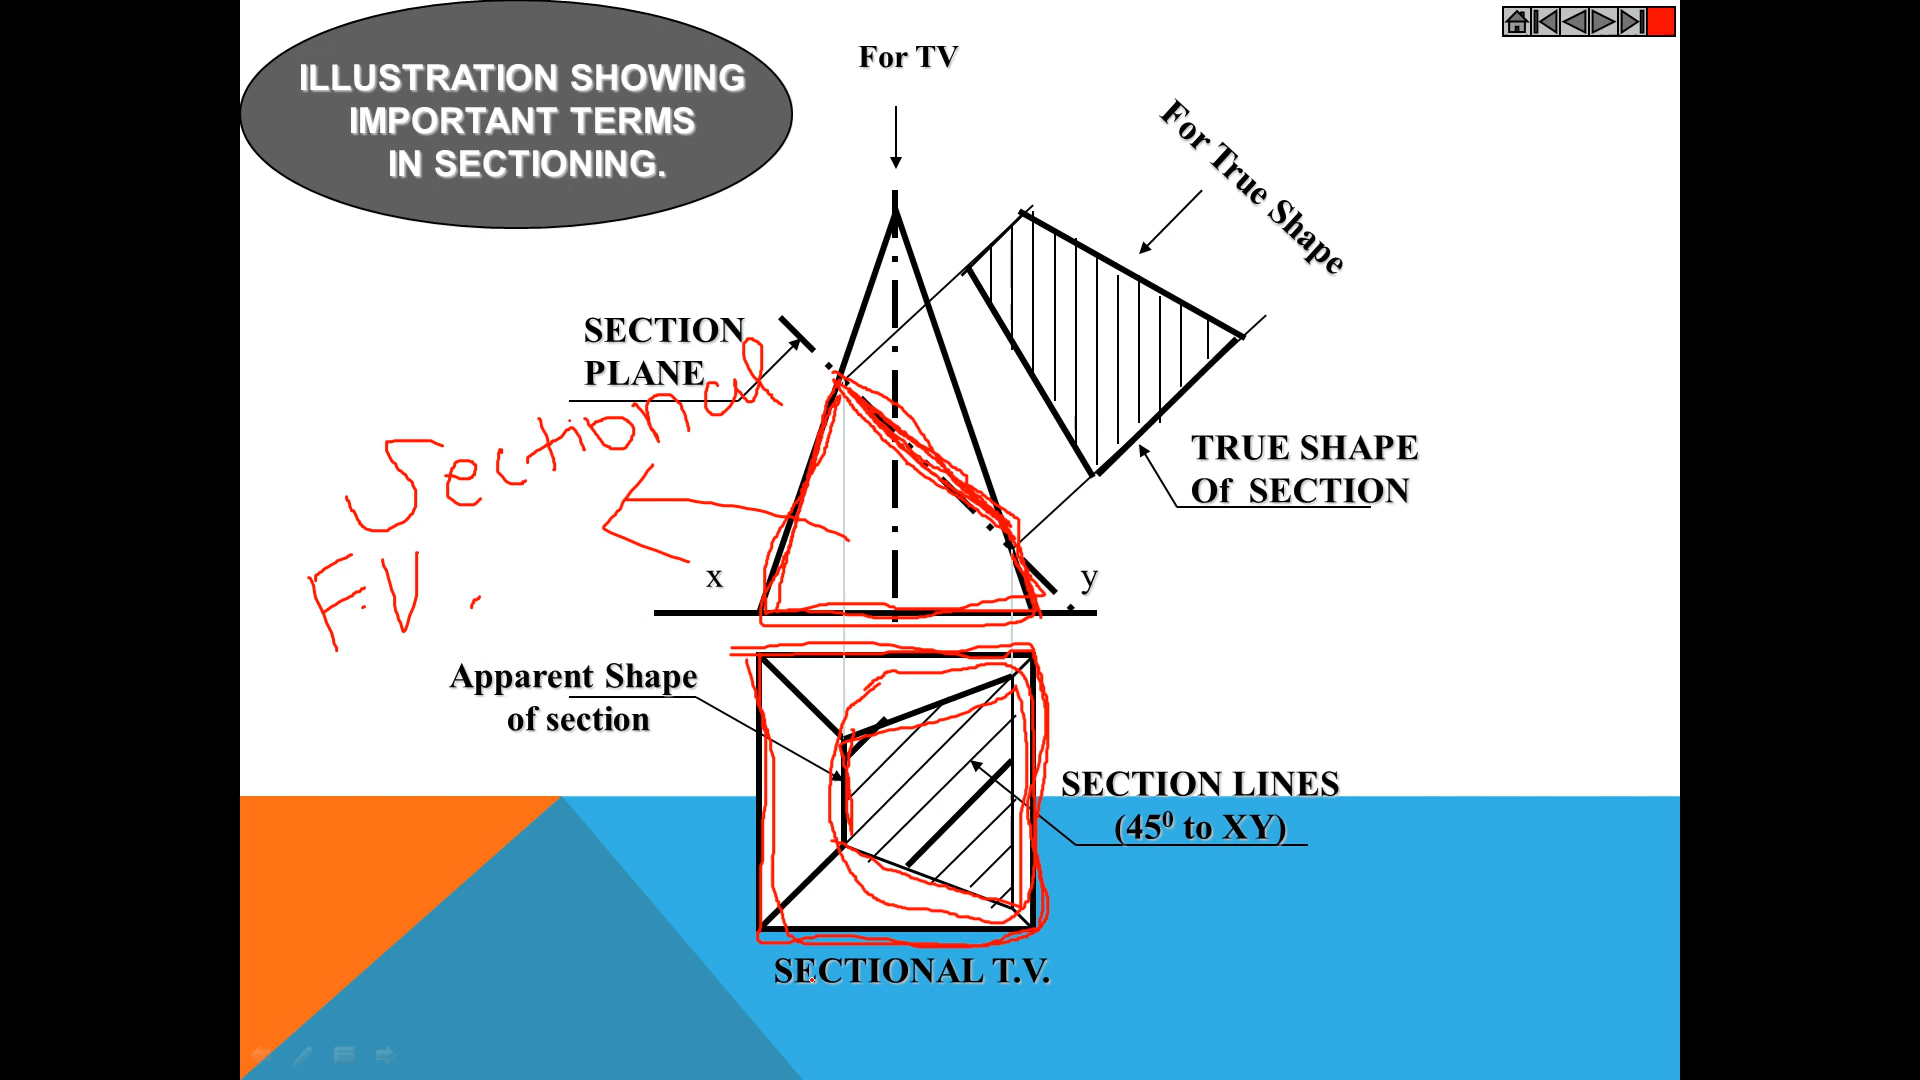 ILLUSTRATION SHOWING
IMPORTANT TERMS
IN SECTIONING.
For TV
For True Shape
SECTION
PLANE
Sectional
F.V.
TRUE SHAPE
Of SECTION
x
y
Apparent Shape
of section
SECTION LINES
(45⁰ to XY)
SECTIONAL T.V.